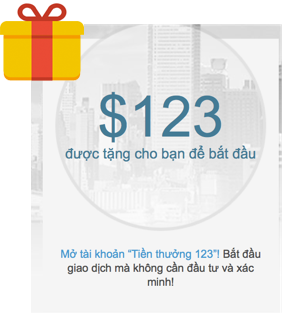 $123
được tặng cho bạn để bắt đầu
Mở tài khoản “Tiền thưởng 123”! Bắt đầu
giao dịch mà không cần đầu tư và xác
minh!